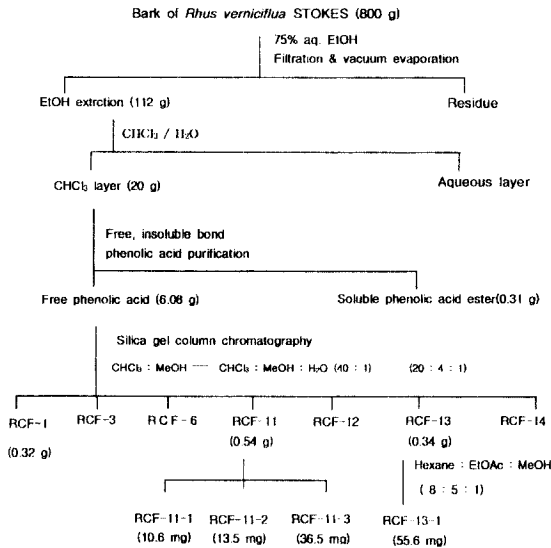 Bark of Rhus verniciflua STOKES (800 g)
75% aq. EtOH
Filtration & vacuum evaporation
EtOH extrction (112 g) Residue
CHCl₃ / H₂O
CHCl₃ layer (20 g) Aqueous layer
Free, insoluble bond
phenolic acid purification
Free phenolic acid (6.08 g) Soluble phenolic acid ester(0.31 g)
Silica gel column chromatography
CHCl₃ : MeOH — CHCl₃ : MeOH : H₂O (40 : 1) (20 : 4 : 1)
RCF-1 RCF-3 RCF-6 RCF-11 RCF-12 RCF-13 RCF-14
(0.32 g) (0.54 g) (0.34 g)
Hexane : EtOAc : MeOH
( 8 : 5 : 1)
RCF-11-1 RCF-11-2 RCF-11-3 RCF-13-1
(10.6 mg) (13.5 mg) (36.5 mg) (55.6 mg)